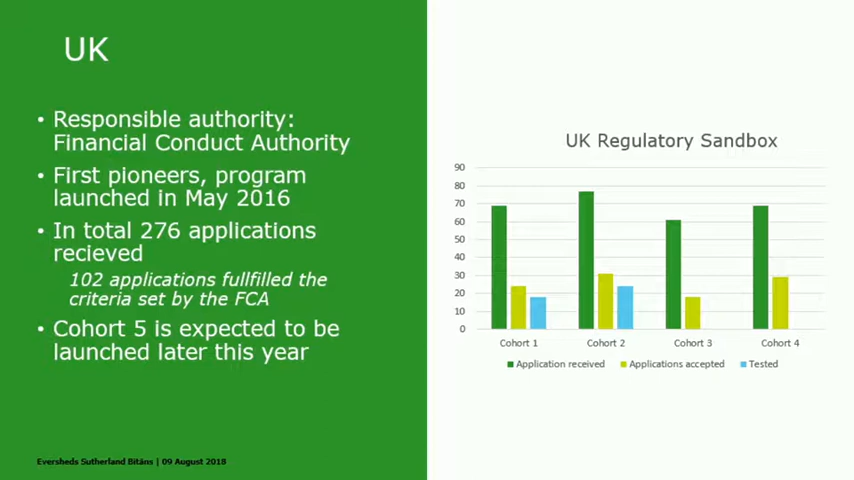 UK
• Responsible authority:
Financial Conduct Authority
• First pioneers, program
launched in May 2016
• In total 276 applications
recieved
102 applications fullfilled the
criteria set by the FCA
• Cohort 5 is expected to be
launched later this year
Eversheds Sutherland Bitāns | 09 August 2018
UK Regulatory Sandbox
90
80
70
60
50
40
30
20
10
0
Cohort 1 Cohort 2 Cohort 3 Cohort 4
Application received Applications accepted Tested